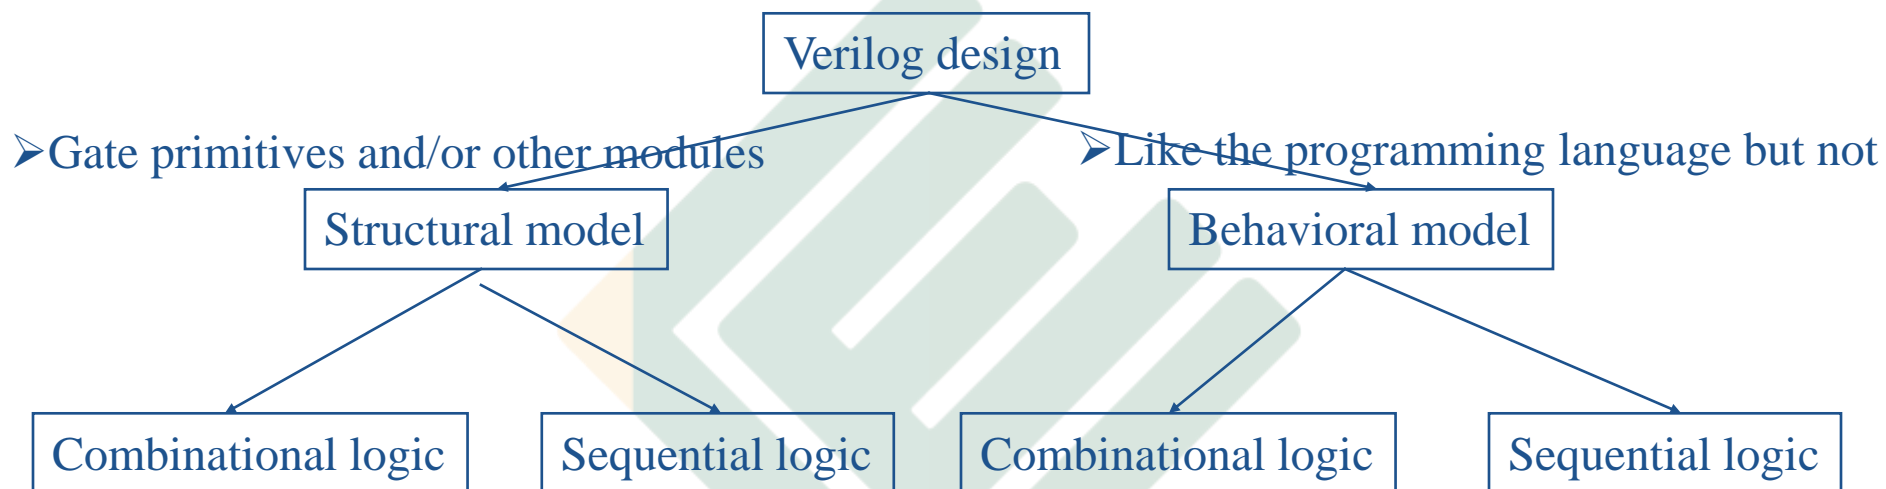 Verilog design
➢Gate primitives and/or other modules
➢Like the programming language but not
Structural model
Behavioral model
Combinational logic
Sequential logic
Combinational logic
Sequential logic